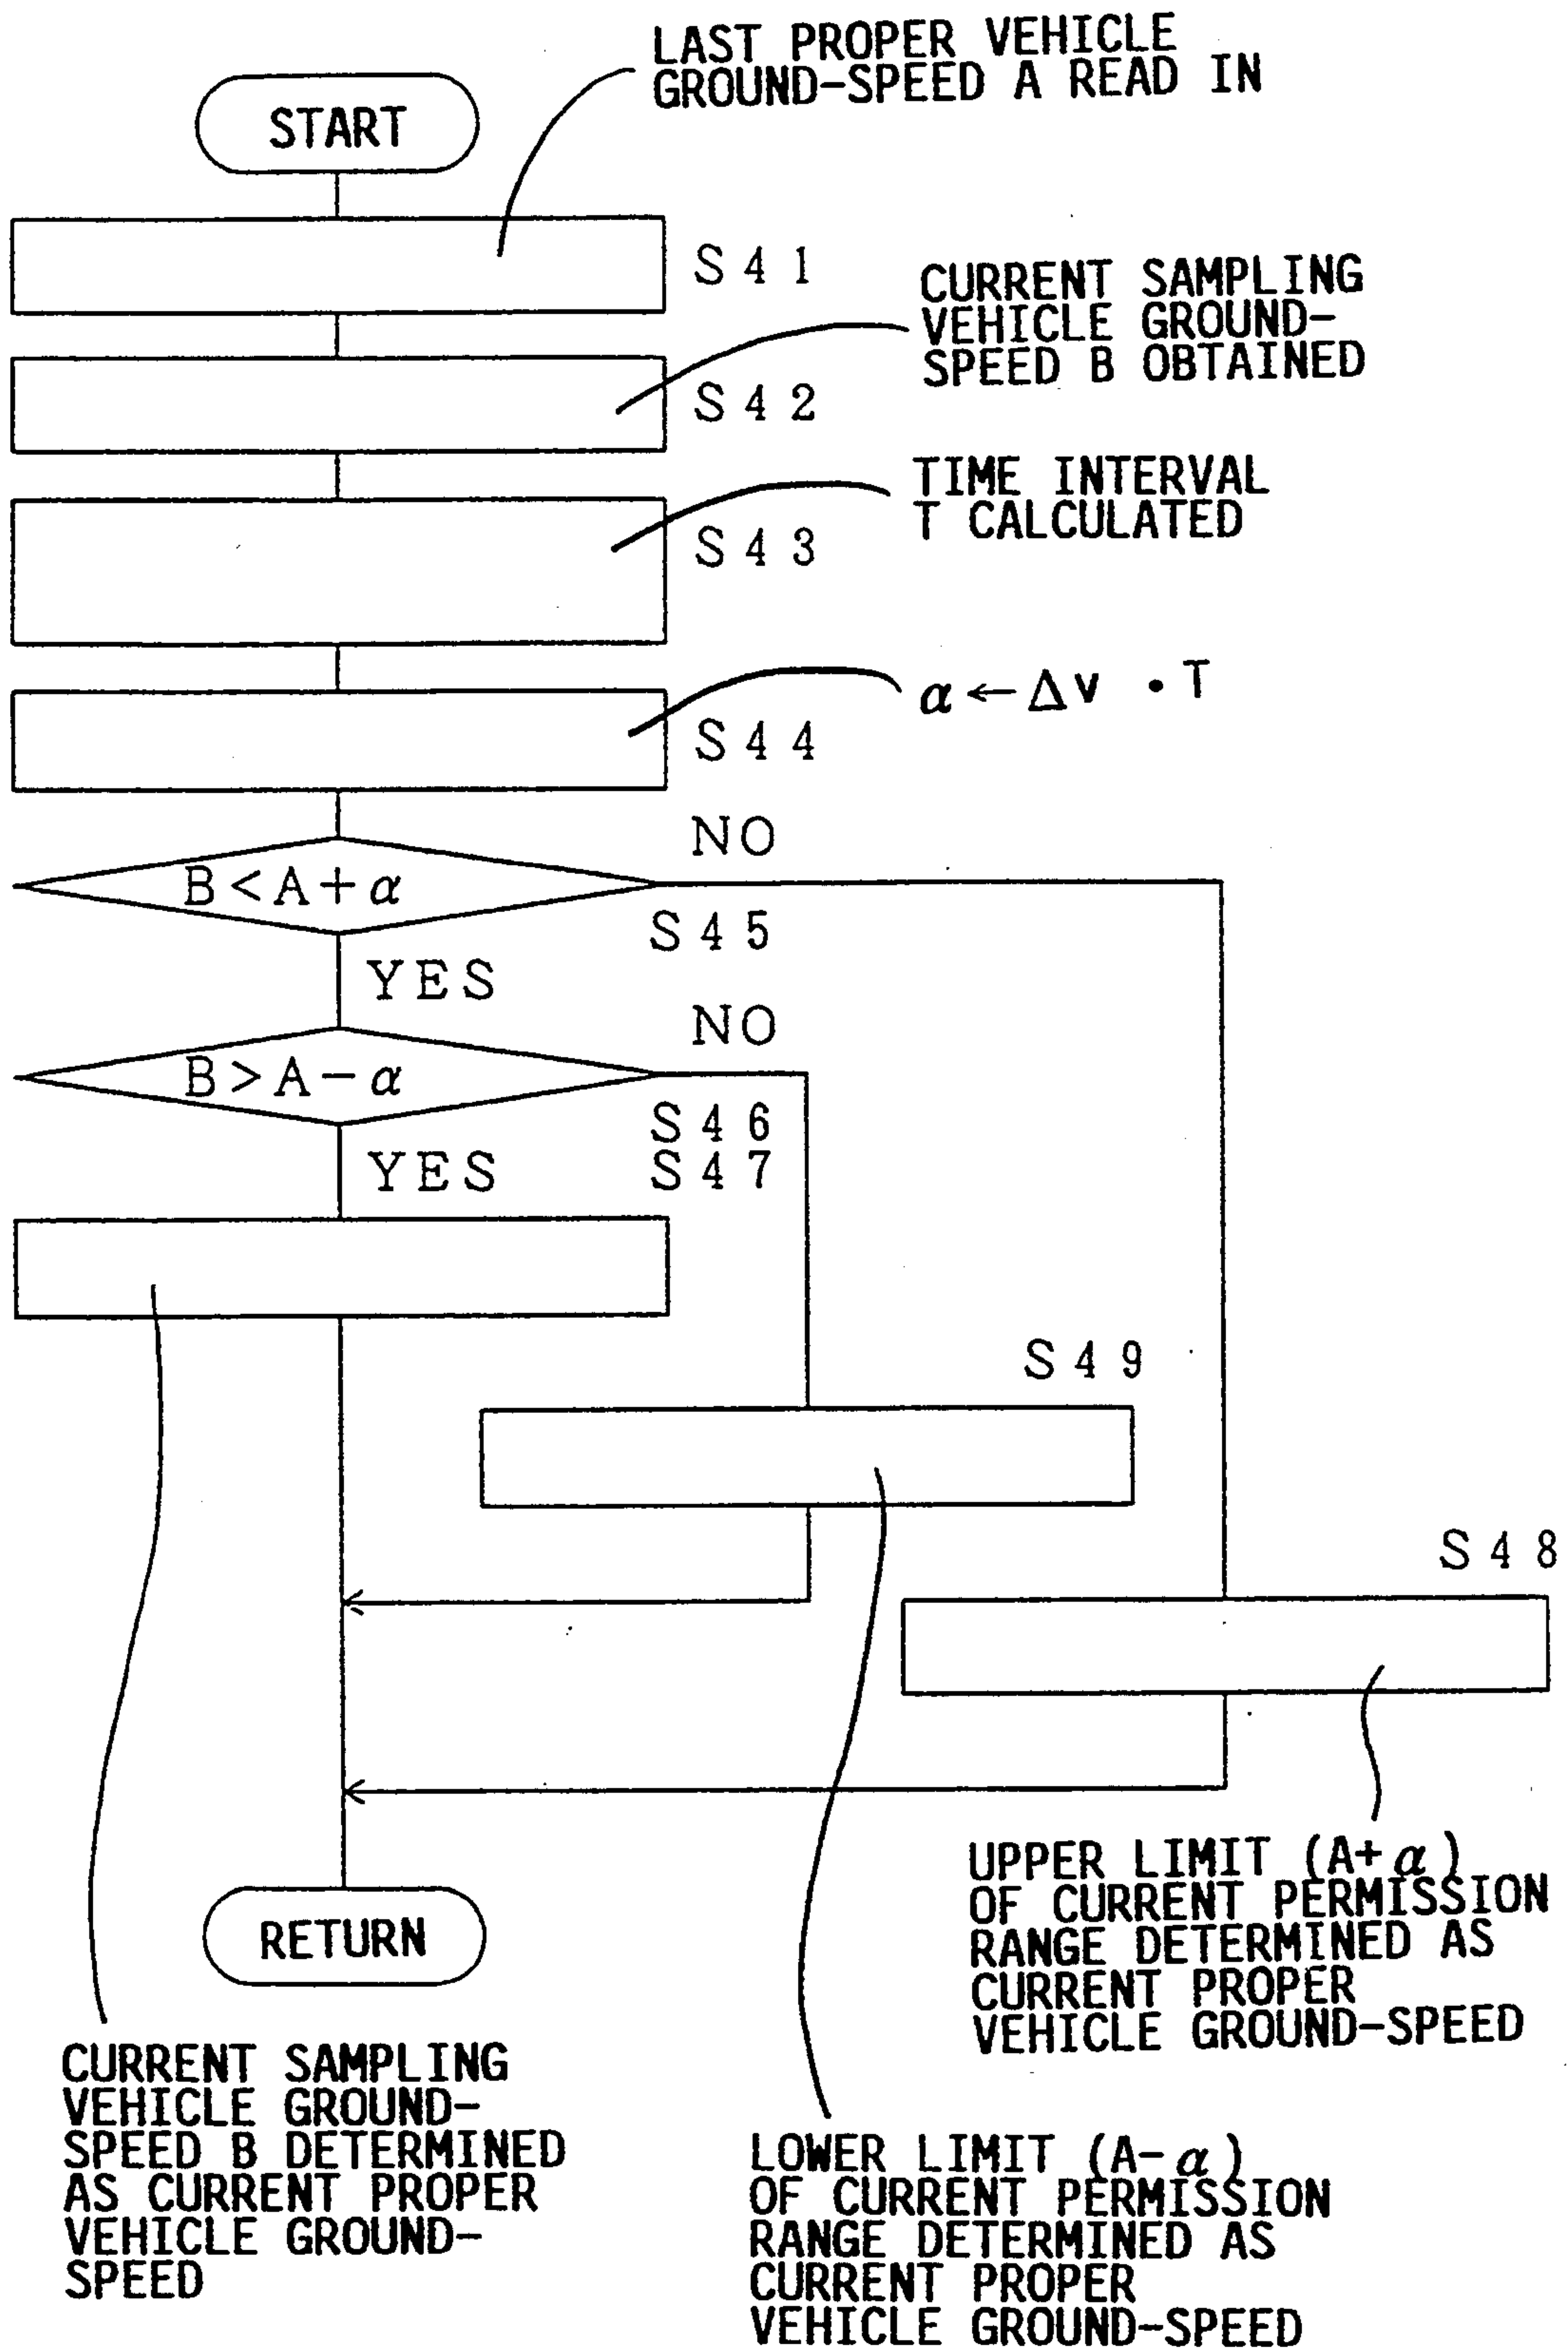 LAST PROPER VEHICLE
GROUND-SPEED A READ IN
START
S41
CURRENT SAMPLING
VEHICLE GROUND-
SPEED B OBTAINED
S42
TIME INTERVAL
T CALCULATED
S43
α←Δv ・T
S44
NO
B<A+α
S45
YES
NO
B>A-α
S46
YES
S47
S49
S48
UPPER LIMIT (A+α)
OF CURRENT PERMISSION
RANGE DETERMINED AS
CURRENT PROPER
VEHICLE GROUND-SPEED
RETURN
CURRENT SAMPLING
VEHICLE GROUND-
SPEED B DETERMINED
AS CURRENT PROPER
VEHICLE GROUND-
SPEED
LOWER LIMIT (A-α)
OF CURRENT PERMISSION
RANGE DETERMINED AS
CURRENT PROPER
VEHICLE GROUND-SPEED